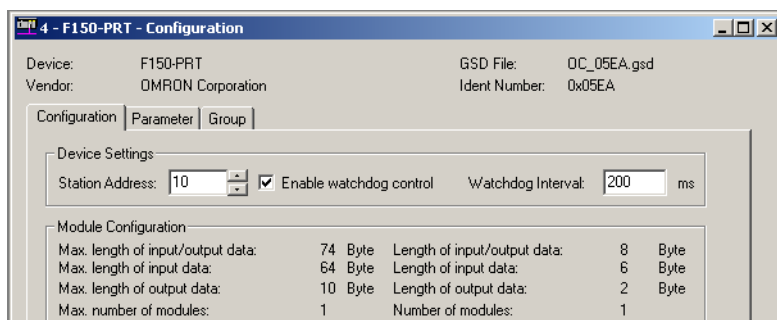 4 - F150-PRT - Configuration
Device: F150-PRT GSD File: OC_05EA.gsd
Vendor: OMRON Corporation Ident Number: 0x05EA
Configuration Parameter Group
Device Settings
Station Address: 10 Enable watchdog control Watchdog Interval: 200 ms
Module Configuration
Max. length of input/output data: 74 Byte Length of input/output data: 8 Byte
Max. length of input data: 64 Byte Length of input data: 6 Byte
Max. length of output data: 10 Byte Length of output data: 2 Byte
Max. number of modules: 1 Number of modules: 1